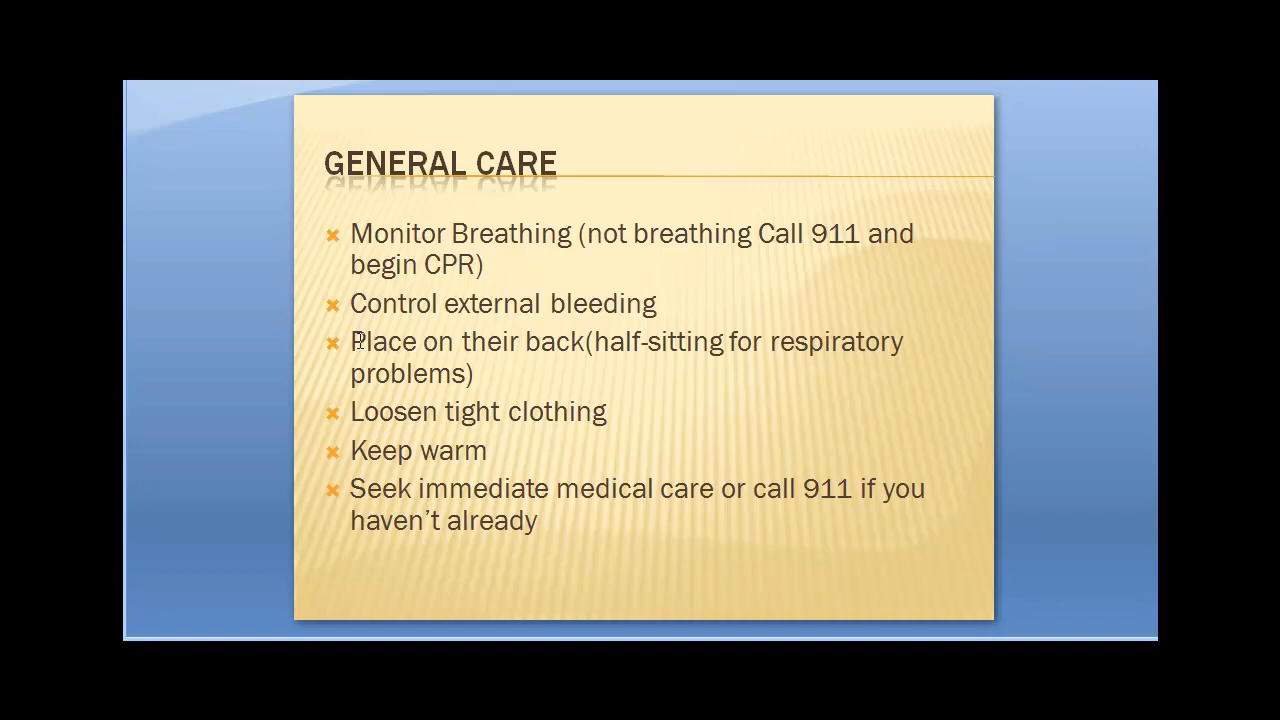 GENERAL CARE
Monitor Breathing (not breathing Call 911 and
begin CPR)
Control external bleeding
Place on their back(half-sitting for respiratory
problems)
Loosen tight clothing
Keep warm
Seek immediate medical care or call 911 if you
haven't already